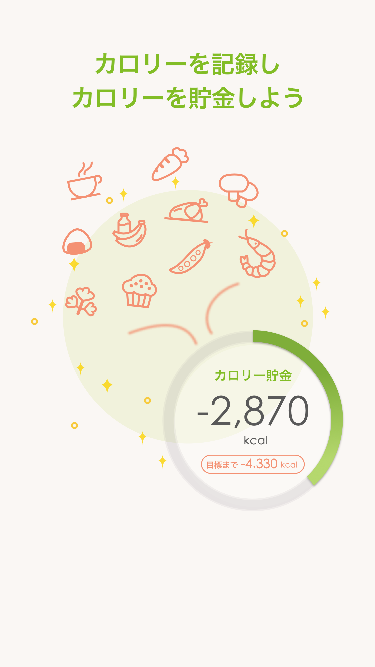 カロリーを記録し
カロリーを貯金しよう
カロリー貯金
-2,870
kcal
目標まで -4.330 kcal